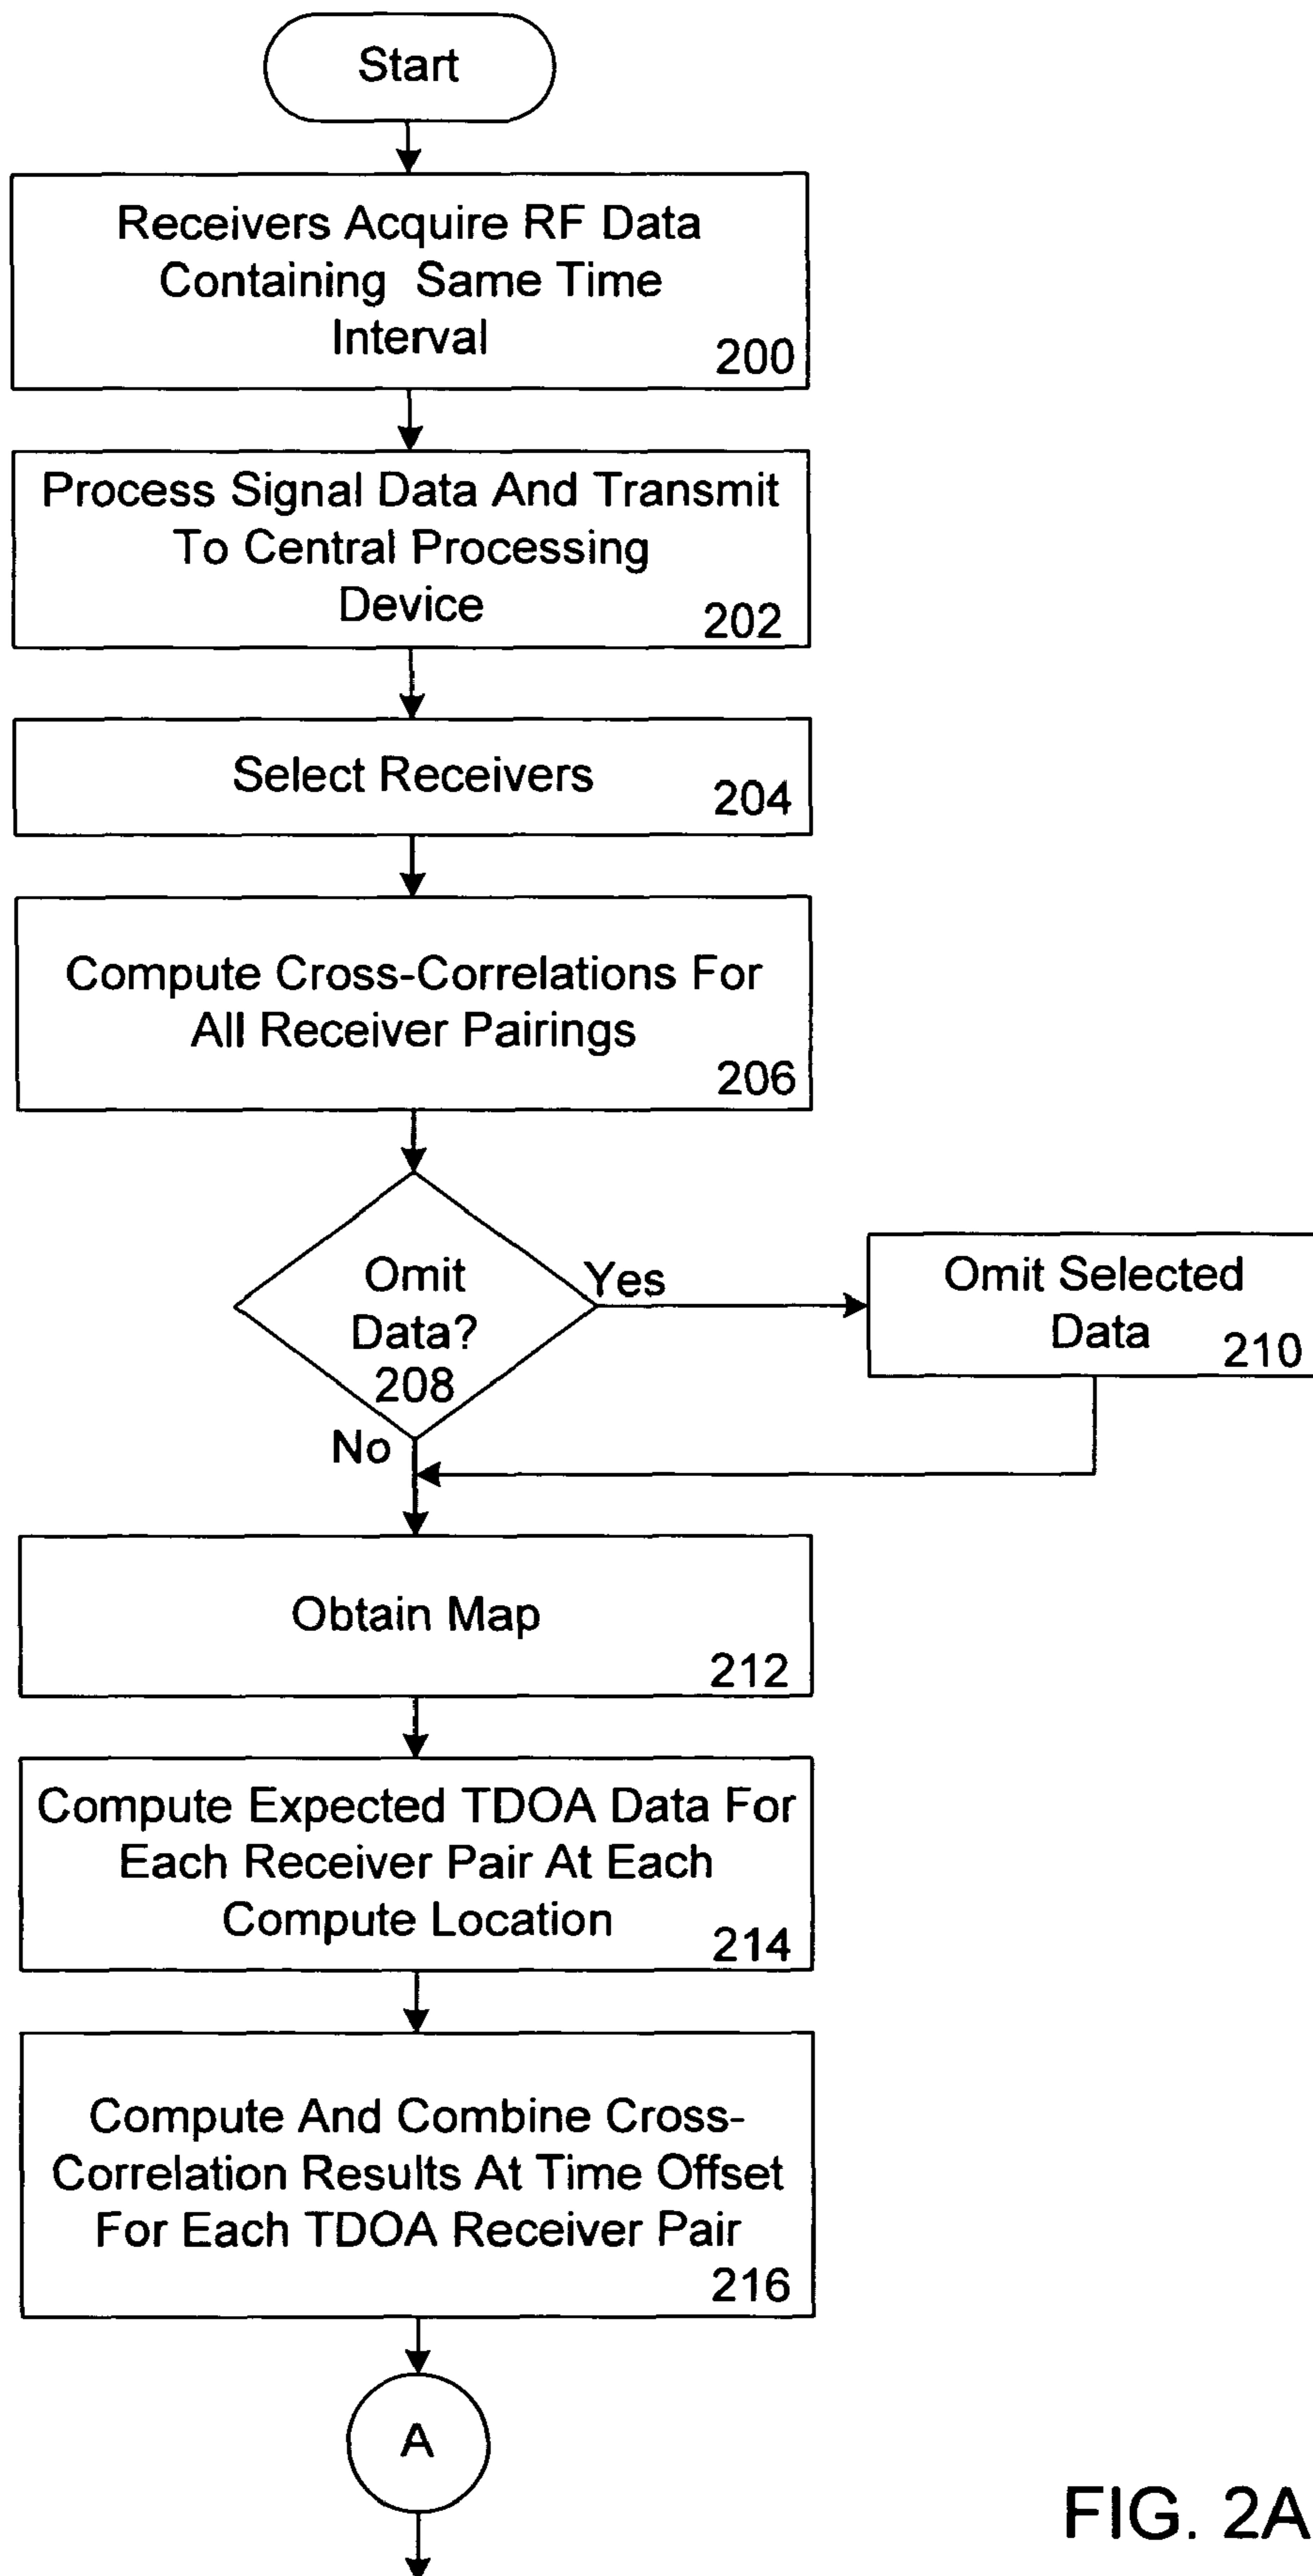 Start
Receivers Acquire RF Data
Containing Same Time
Interval
200
Process Signal Data And Transmit
To Central Processing
Device
202
Select Receivers
204
Compute Cross-Correlations For
All Receiver Pairings
206
Omit
Data?
208
Yes
Omit Selected
Data
210
No
Obtain Map
212
Compute Expected TDOA Data For
Each Receiver Pair At Each
Compute Location
214
Compute And Combine Cross-
Correlation Results At Time Offset
For Each TDOA Receiver Pair
216
A
FIG. 2A